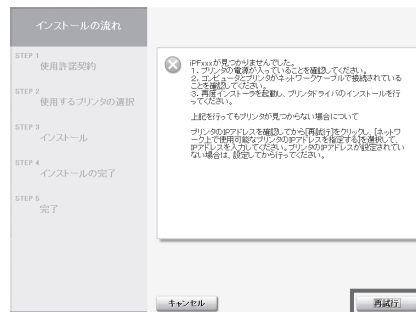 インストールの流れ
STEP 1
使用許諾契約
STEP 2
使用するプリンタの選択
STEP 3
インストール
STEP 4
インストールの完了
STEP 5
完了
iPFxxxが見つかりませんでした。
1. プリンタの電源が入っていることを確認してください。
2. コンピュータとプリンタがネットワークケーブルで接続されている
ことを確認してください。
3. 再度インストーラを起動し、プリンタドライバのインストールを行
ってください。
上記を行ってもプリンタが見つからない場合について
プリンタのIPアドレスを確認してから[再試行]をクリックし、[ネットワ
ーク上で使用可能なプリンタのIPアドレスを指定する]を選択して、
IPアドレスを入力してください。プリンタのIPアドレスが設定されてい
ない場合は、設定してから行ってください。
キャンセル
再試行